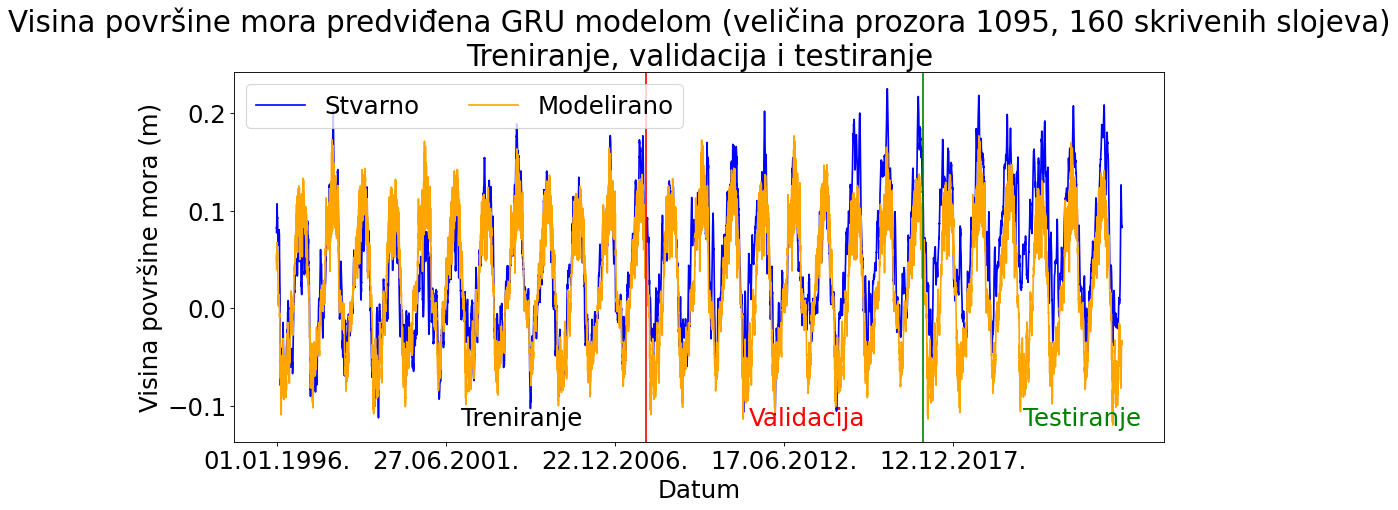 Visina površine mora predviđena GRU modelom (veličina prozora 1095, 160 skrivenih slojeva)
Treniranje, validacija i testiranje
Stvarno
Modelirano
Visina površine mora (m)
0.2
0.1
0.0
−0.1
Treniranje
Validacija
Testiranje
01.01.1996.
27.06.2001.
22.12.2006.
17.06.2012.
12.12.2017.
Datum